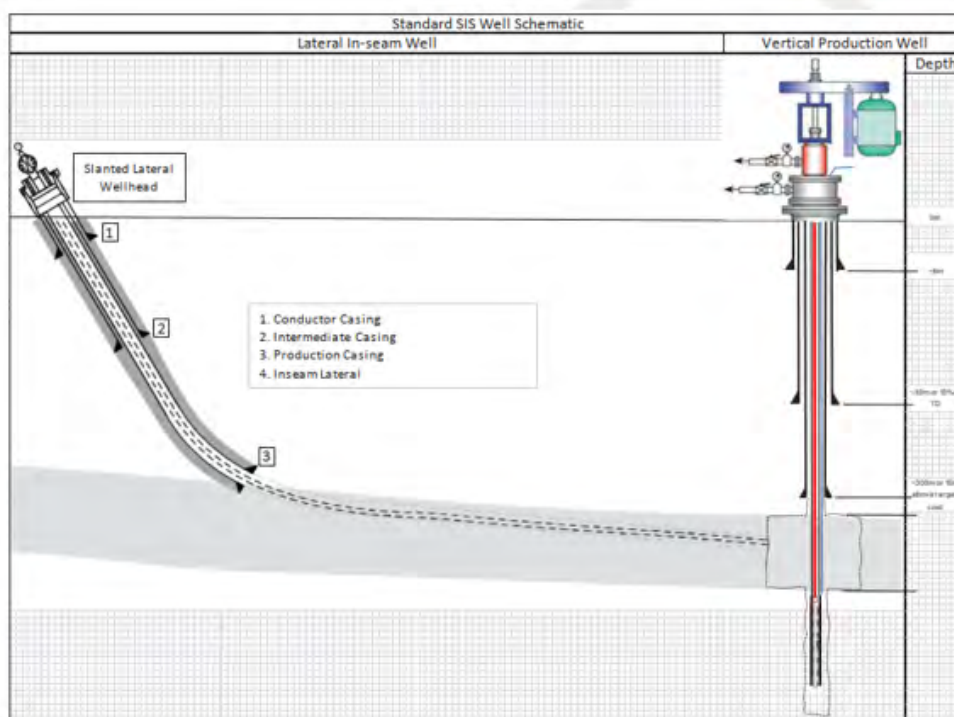 Standard SIS Well Schematic
Lateral In-seam Well
Vertical Production Well
Depth
Slanted Lateral
Wellhead
1
2
1. Conductor Casing
2. Intermediate Casing
3. Production Casing
4. Inseam Lateral
TD
3